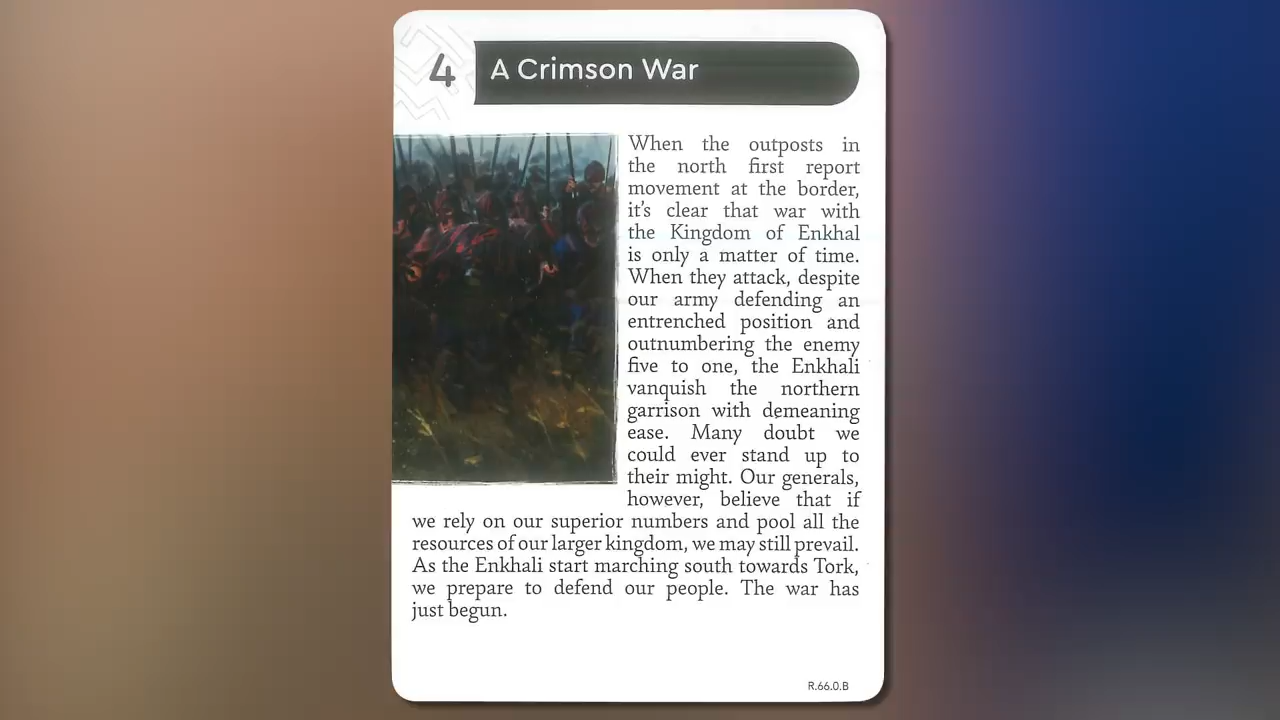 4
A Crimson War
When the outposts in
the north first report
movement at the border,
it's clear that war with
the Kingdom of Enkhal
is only a matter of time.
When they attack, despite
our army defending an
entrenched position and
outnumbering the enemy
five to one, the Enkhali
vanquish the northern
garrison with demeaning
ease. Many doubt we
could ever stand up to
their might. Our generals,
however, believe that if
we rely on our superior numbers and pool all the
resources of our larger kingdom, we may still prevail.
As the Enkhali start marching south towards Tork,
we prepare to defend our people. The war has
just begun.
R.66.0.B